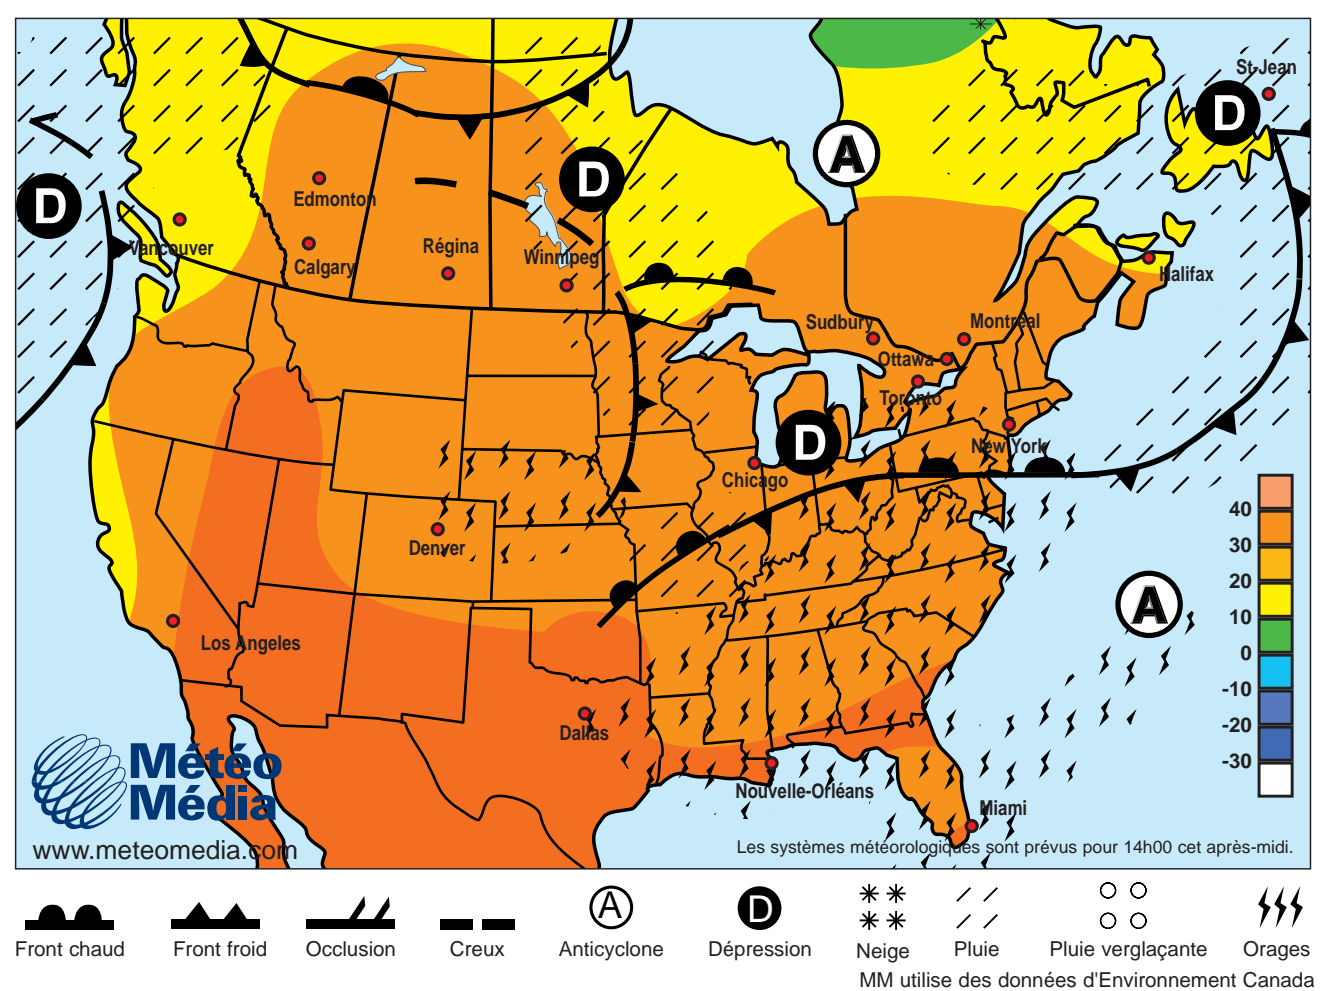 St-Jean
D
A
D
Edmonton
D
Vancouver
Calgary
Régina
Winnipeg
Halifax
Sudbury
Montréal
Ottawa
Toronto
D
New York
Chicago
40
Denver
30
20
A
10
Los Angeles
0
-10
-20
Dallas
-30
Météo
Média
Nouvelle-Orléans
Miami
www.meteomedia.com
Les systèmes météorologiques sont prévus pour 14h00 cet après-midi.
A
D
Front chaud
Front froid
Occlusion
Creux
Anticyclone
Dépression
Neige
Pluie
Pluie verglaçante
Orages
MM utilise des données d'Environnement Canada